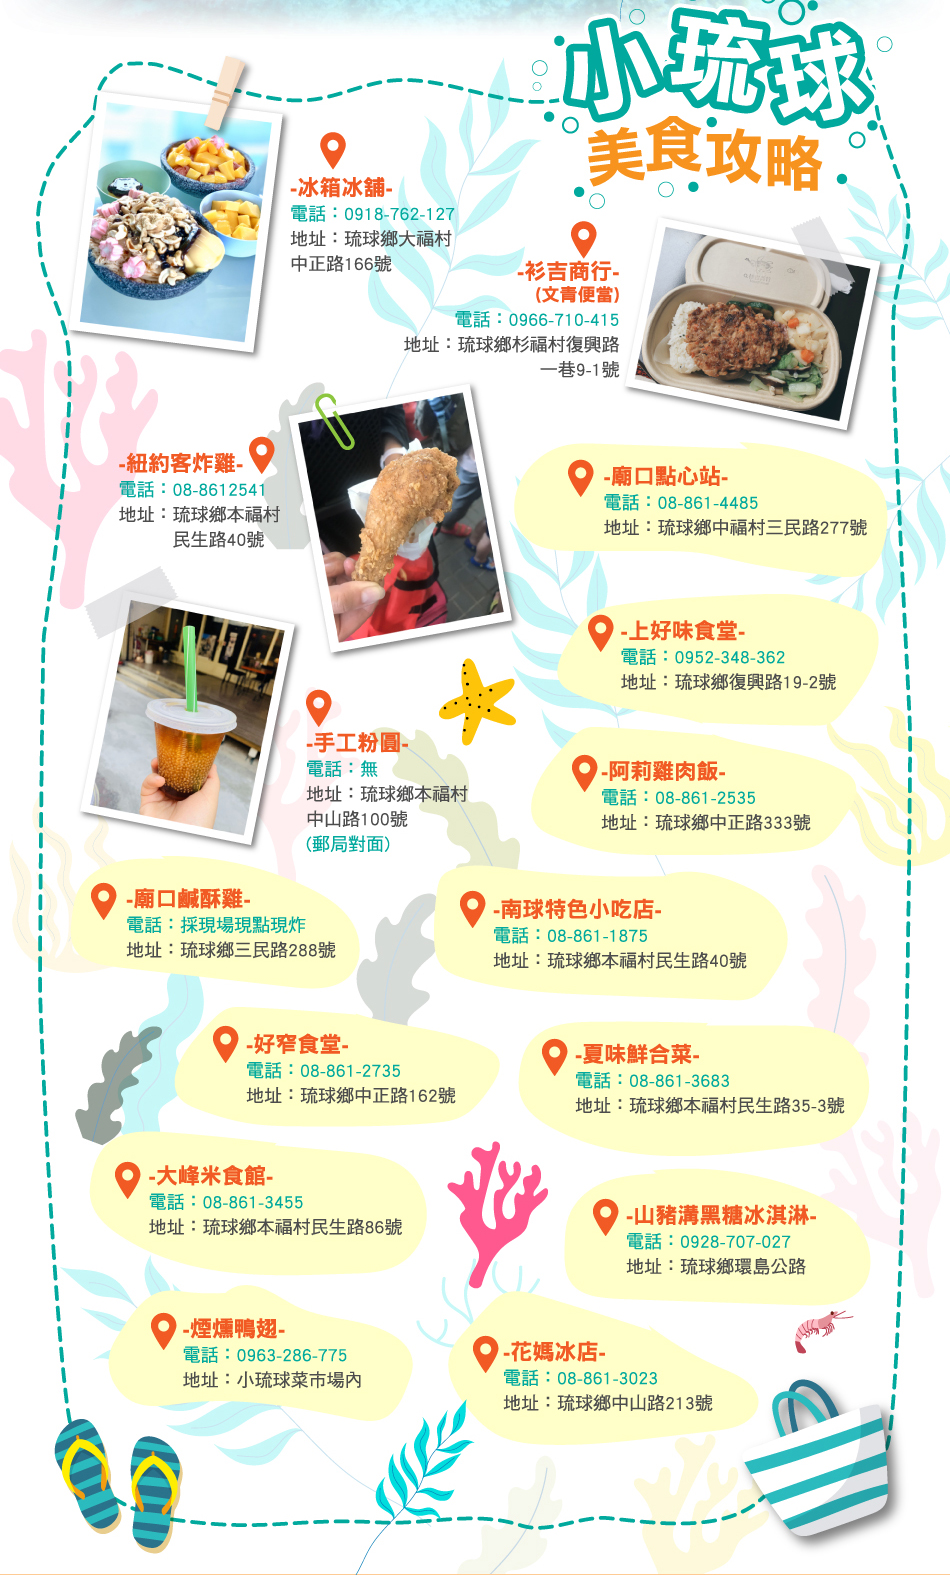 小琉球
美食攻略
-冰箱冰舖-
電話：0918-762-127
地址：琉球鄉大福村
中正路166號
-衫吉商行-
(文青便當)
電話：0966-710-415
地址：琉球鄉杉福村復興路
一巷9-1號
-紐約客炸雞-
電話：08-8612541
地址：琉球鄉本福村
民生路40號
-廟口點心站-
電話：08-861-4485
地址：琉球鄉中福村三民路277號
-上好味食堂-
電話：0952-348-362
地址：琉球鄉復興路19-2號
-手工粉圓-
電話：無
地址：琉球鄉本福村
中山路100號
(郵局對面)
-阿莉雞肉飯-
電話：08-861-2535
地址：琉球鄉中正路333號
-廟口鹹酥雞-
電話：採現場現點現炸
地址：琉球鄉三民路288號
-南球特色小吃店-
電話：08-861-1875
地址：琉球鄉本福村民生路40號
-好窄食堂-
電話：08-861-2735
地址：琉球鄉中正路162號
-夏味鮮合菜-
電話：08-861-3683
地址：琉球鄉本福村民生路35-3號
-大峰米食館-
電話：08-861-3455
地址：琉球鄉本福村民生路86號
-山豬溝黑糖冰淇淋-
電話：0928-707-027
地址：琉球鄉環島公路
-煙燻鴨翅-
電話：0963-286-775
地址：小琉球菜市場內
-花媽冰店-
電話：08-861-3023
地址：琉球鄉中山路213號